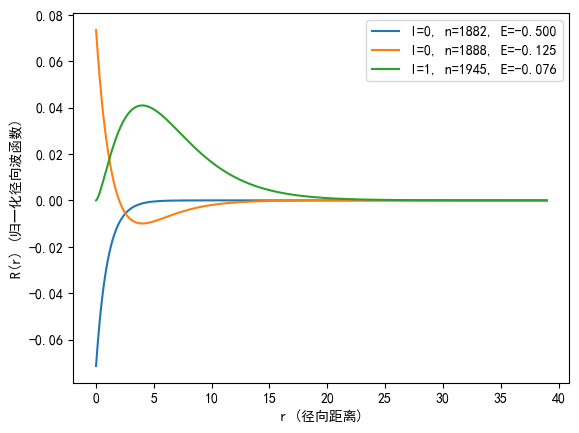 l=0, n=1882, E=-0.500
l=0, n=1888, E=-0.125
l=1, n=1945, E=-0.076
0.08
0.06
0.04
0.02
0.00
-0.02
-0.04
-0.06
R(r) (归一化径向波函数)
0 5 10 15 20 25 30 35 40
r (径向距离)